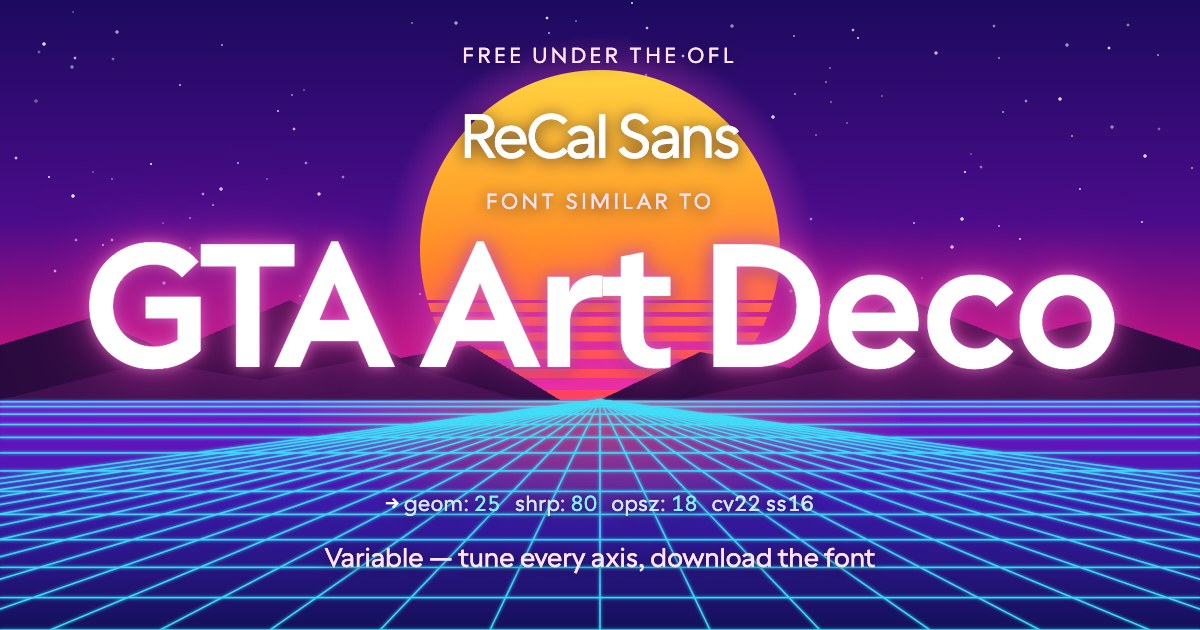 FREE UNDER THE·OFL
ReCal Sans
FONT SIMILAR TO
GTA Art Deco
→ geom: 25 shrp: 80 opsz: 18 cv22 ss16
Variable — tune every axis, download the font